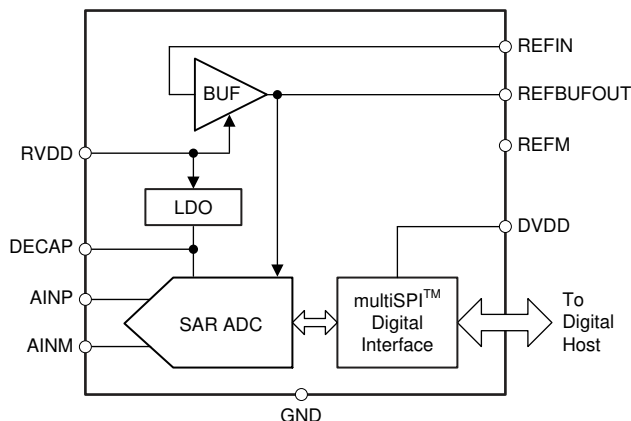 REFIN
BUF
REFBUFOUT
RVDD
REFM
LDO
DVDD
DECAP
AINP
SAR ADC
AINM
multiSPI™
Digital
Interface
To
Digital
Host
GND